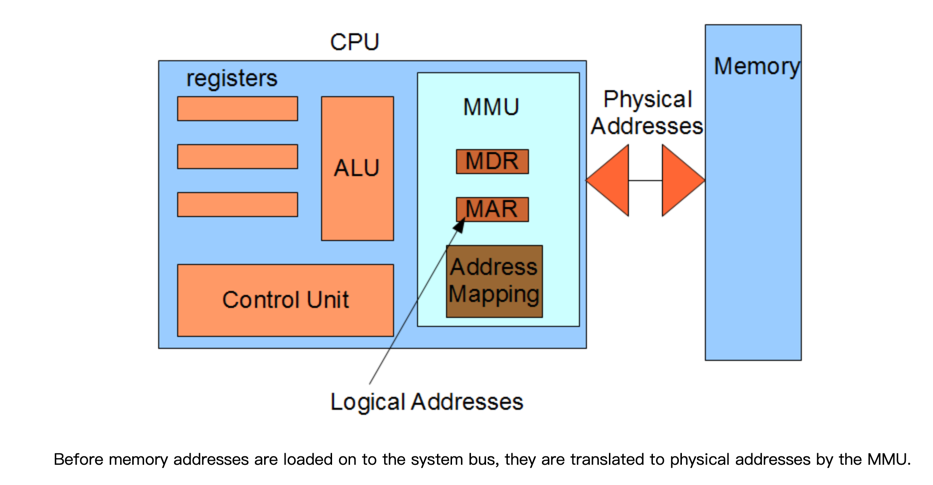 CPU
registers
ALU
Control Unit
MMU
MDR
MAR
Address
Mapping
Physical
Addresses
Memory
Logical Addresses
Before memory addresses are loaded on to the system bus, they are translated to physical addresses by the MMU.